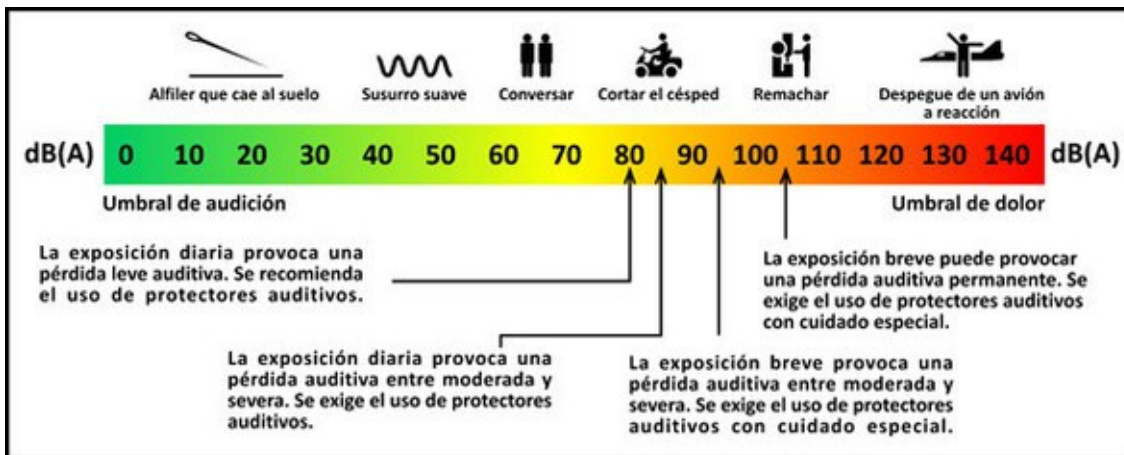 Alfiler que cae al suelo
Susurro suave
Conversar
Cortar el césped
Remachar
Despegue de un avión
a reacción
dB(A) 0 10 20 30 40 50 60 70 80 90 100 110 120 130 140 dB(A)
Umbral de audición
Umbral de dolor
La exposición diaria provoca una
pérdida leve auditiva. Se recomienda
el uso de protectores auditivos.
La exposición diaria provoca una
pérdida auditiva entre moderada y
severa. Se exige el uso de protectores
auditivos.
La exposición breve provoca una
pérdida auditiva entre moderada y
severa. Se exige el uso de protectores
auditivos con cuidado especial.
La exposición breve puede provocar
una pérdida auditiva permanente. Se
exige el uso de protectores auditivos
con cuidado especial.